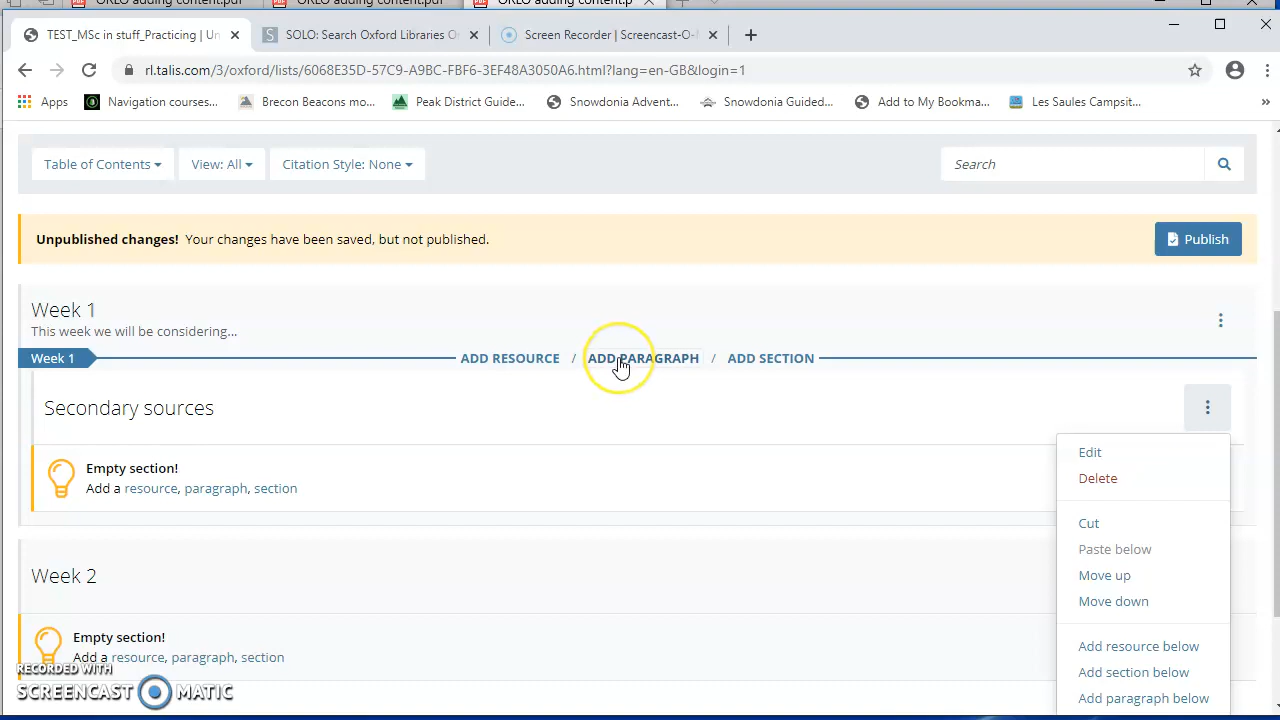 ORLO adding content.pdf
ORLO adding content.pdf
ORLO adding content.p
TEST_MSc in stuff_Practicing | Un
SOLO: Search Oxford Libraries O
Screen Recorder | Screencast-O-
rl.talis.com/3/oxford/lists/6068E35D-57C9-A9BC-FBF6-3EF48A3050A6.html?lang=en-GB&login=1
Apps
Navigation courses...
Brecon Beacons mo...
Peak District Guide...
Snowdonia Advent...
Snowdonia Guided...
Add to My Bookma...
Les Saules Campsit...
Table of Contents
View: All
Citation Style: None
Search
Unpublished changes! Your changes have been saved, but not published.
Publish
Week 1
This week we will be considering...
Week 1
ADD RESOURCE / ADD PARAGRAPH / ADD SECTION
Secondary sources
Empty section!
Add a resource, paragraph, section
Edit
Delete
Cut
Paste below
Move up
Move down
Add resource below
Add section below
Add paragraph below
Week 2
Empty section!
Add a resource, paragraph, section
RECORDED WITH
SCREENCAST MATIC